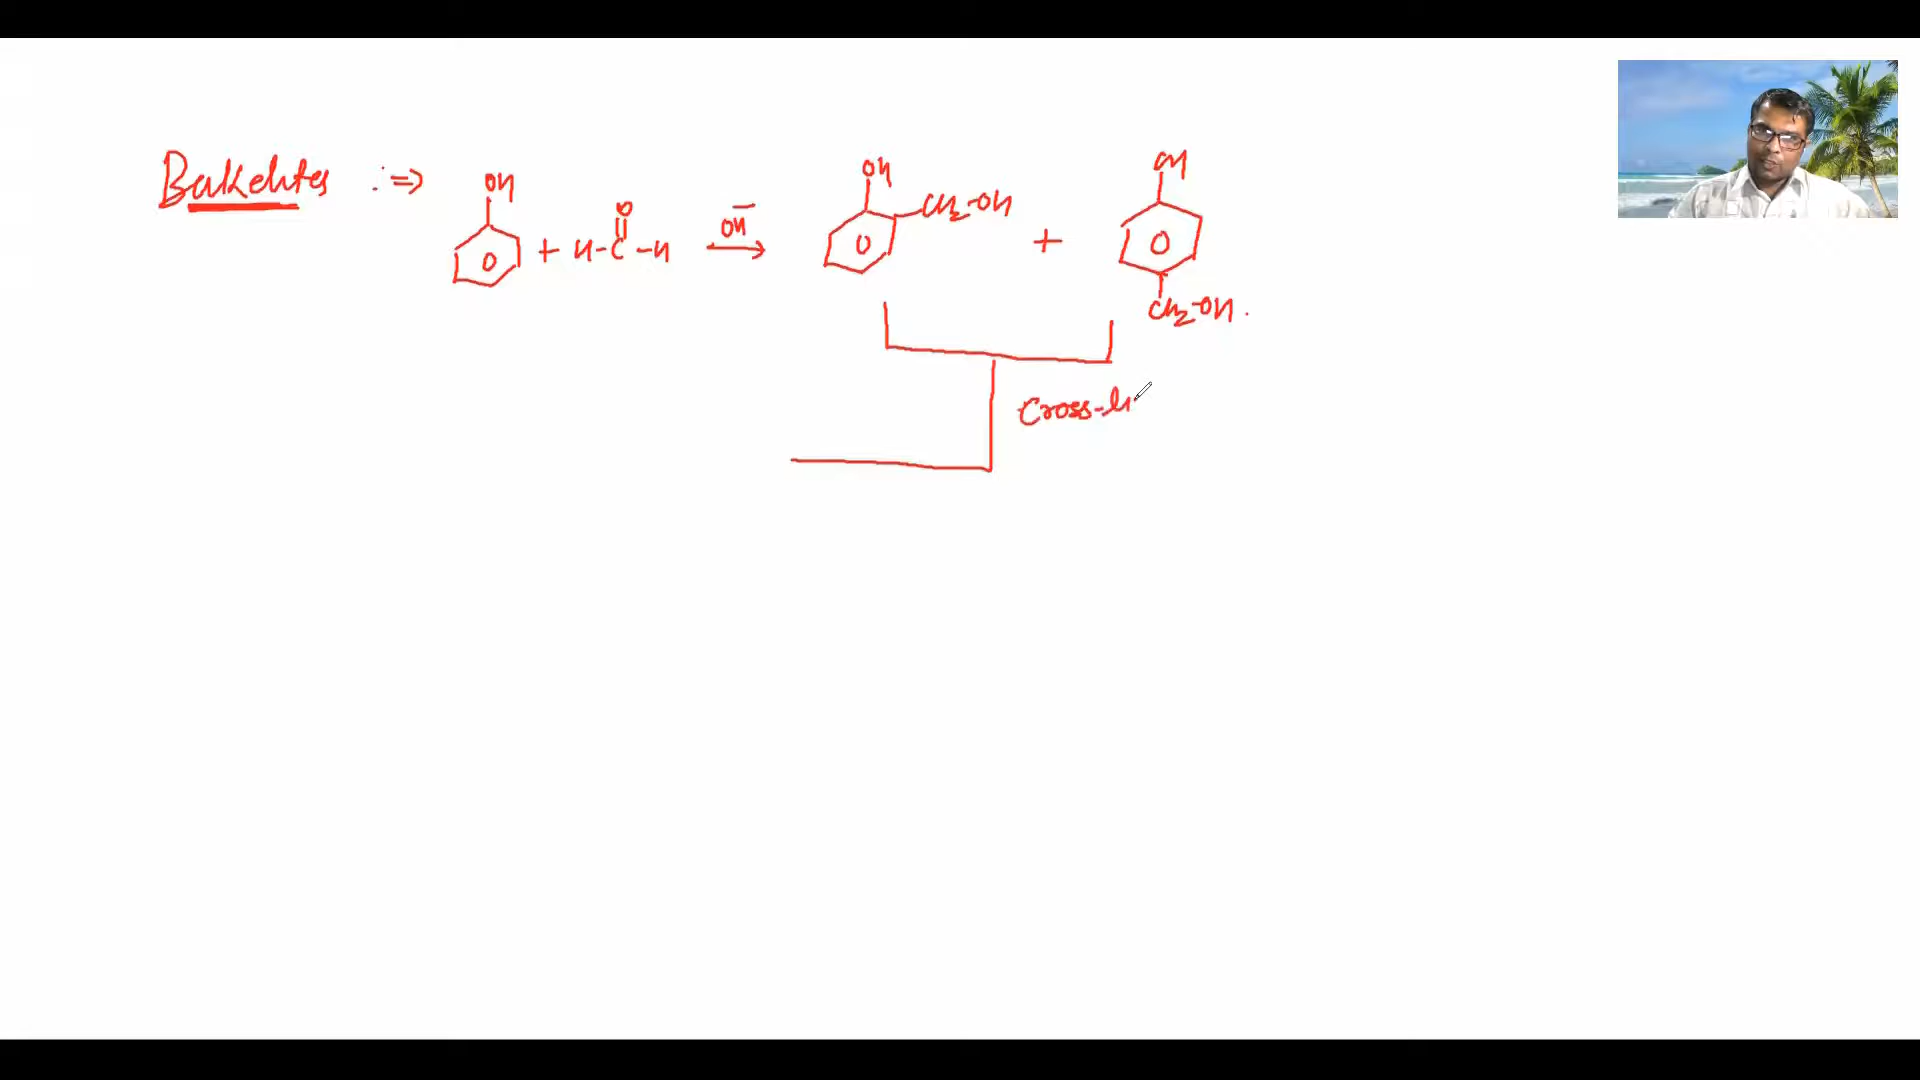 Bakelites :⇒
OH + H-C-H O OH⁻
OH CH2-OH + OH CH2-OH.
Cross-li